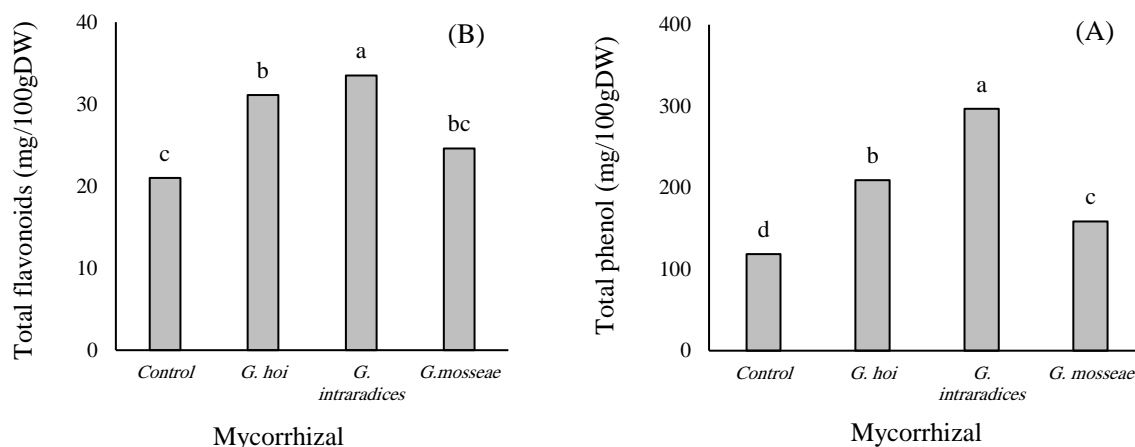 Total flavonoids (mg/100gDW)
40
30
20
10
0
(B)
c
b
a
bc
Control
G. hoi
G.
intraradices
G.mosseae
Mycorrhizal
Total phenol (mg/100gDW)
400
300
200
100
0
(A)
d
b
a
c
Control
G. hoi
G.
intraradices
G. mosseae
Mycorrhizal